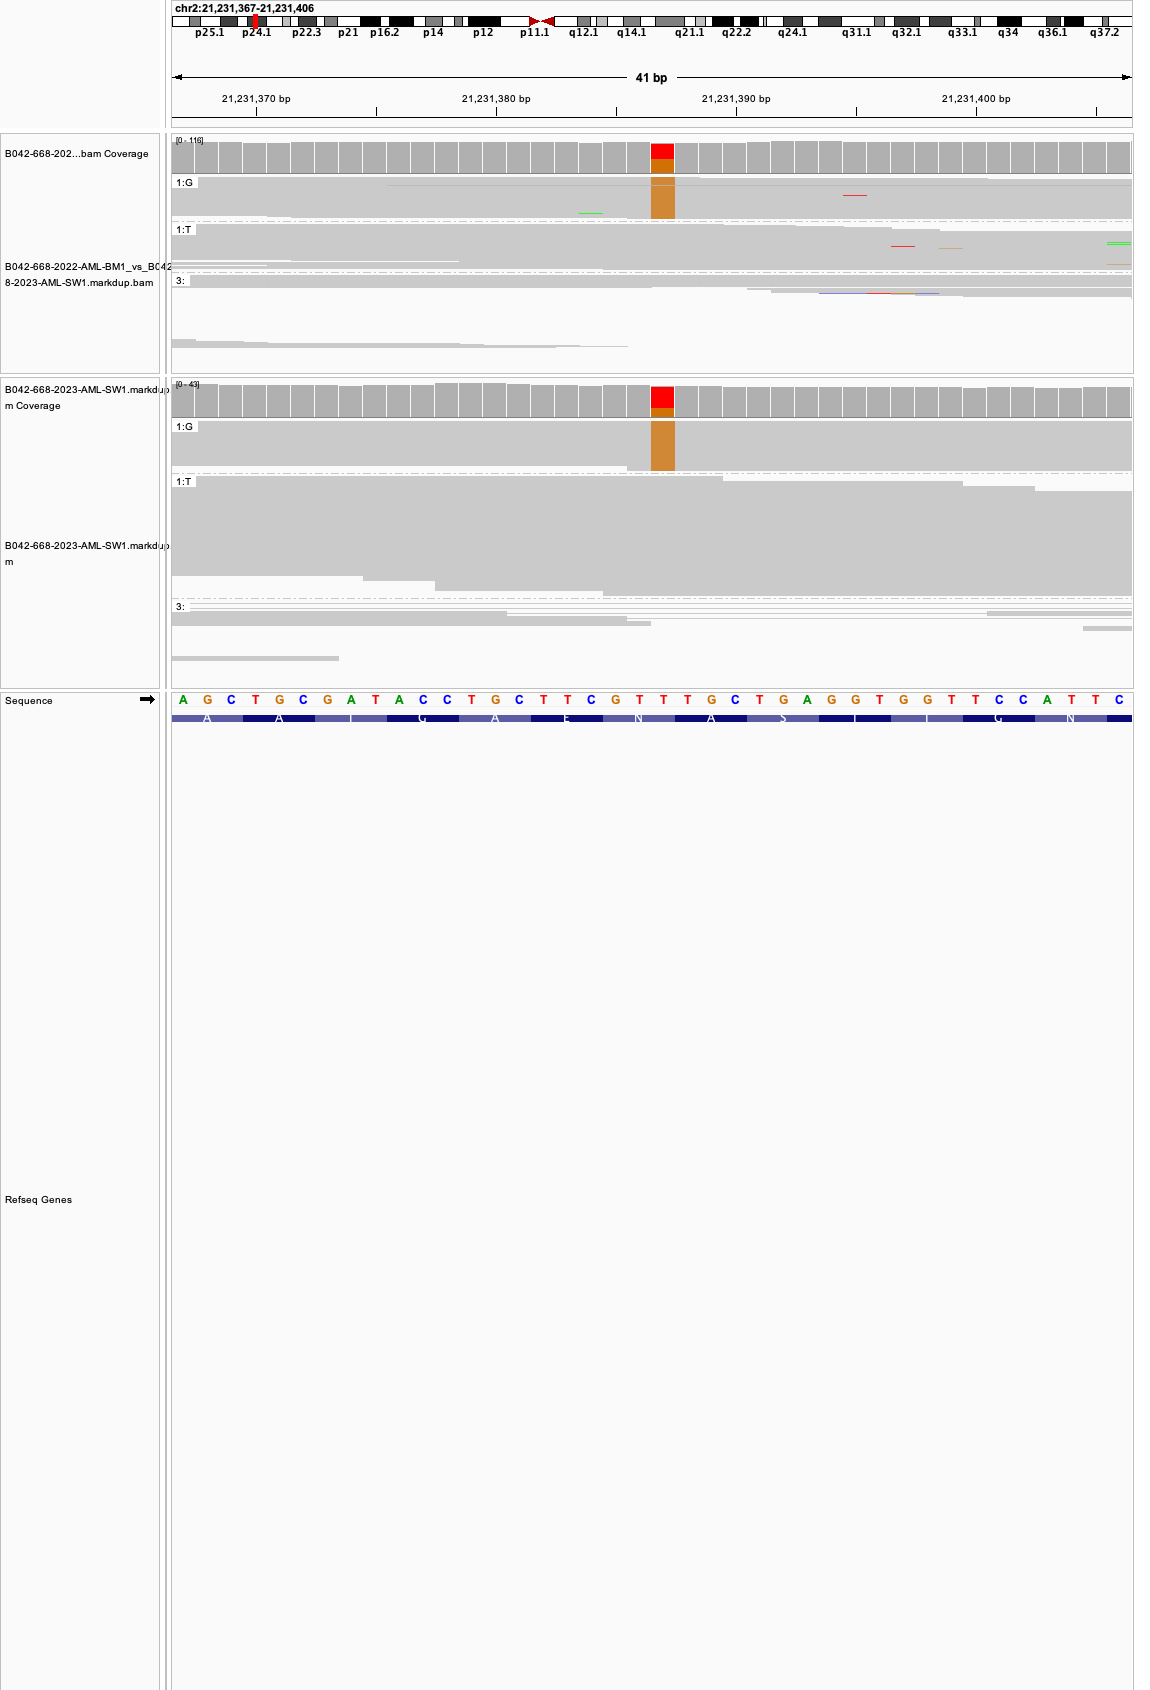 chr2:21,231,367-21,231,406
p25.1 p24.1 p22.3 p21 p16.2 p14 p12 p11.1 q12.1 q14.1 q21.1 q22.2 q24.1 q31.1 q32.1 q33.1 q34 q36.1 q37.2
41 bp
21,231,370 bp 21,231,380 bp 21,231,390 bp 21,231,400 bp
[0 - 116]
B042-668-202...bam Coverage
1:G
1:T
B042-668-2022-AML-BM1_vs_B042
8-2023-AML-SW1.markdup.bam
3:
[0 - 43]
B042-668-2023-AML-SW1.markdup
m Coverage
1:G
1:T
B042-668-2023-AML-SW1.markdup
m
3:
Sequence
A G C T G C G A T A C C T G C T T C G T T T G C T G A G G T G G T T C C A T T C
A A I G A E N A S T T G N
Refseq Genes